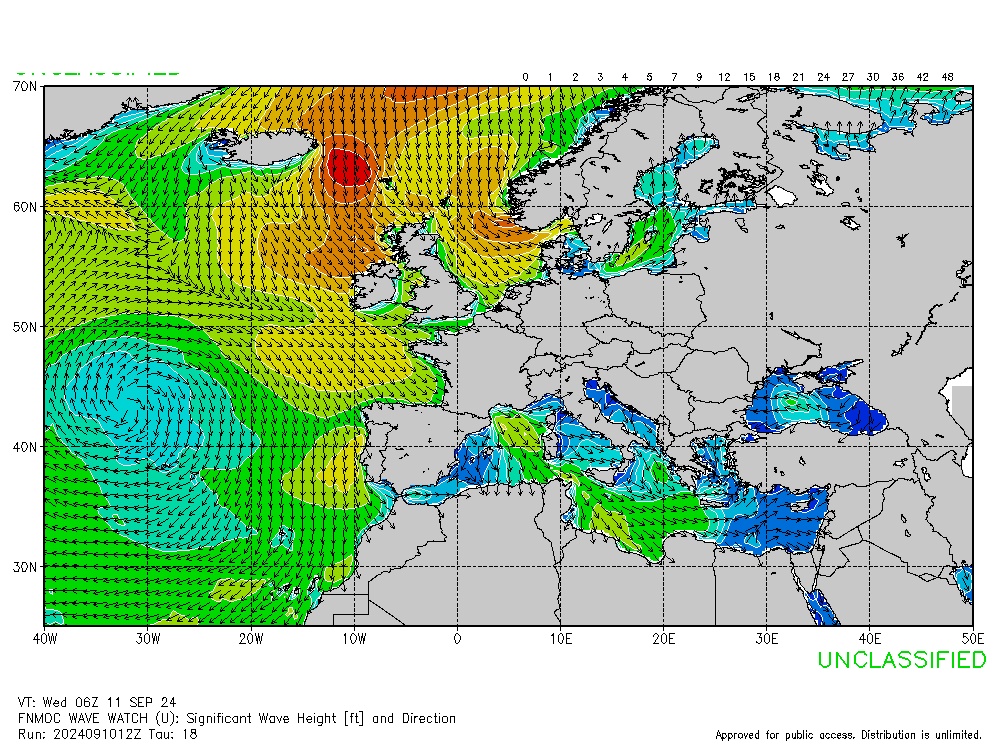 UNCLASSIFIED
0 1 2 3 4 5 7 9 12 15 18 21 24 27 30 36 42 48
70N
60N
50N
40N
30N
40W 30W 20W 10W 0 10E 20E 30E 40E 50E
UNCLASSIFIED
VT: Wed 06Z 11 SEP 24
FNMOC WAVE WATCH (U): Significant Wave Height [ft] and Direction
Run: 2024091012Z Tau: 18
Approved for public access. Distribution is unlimited.